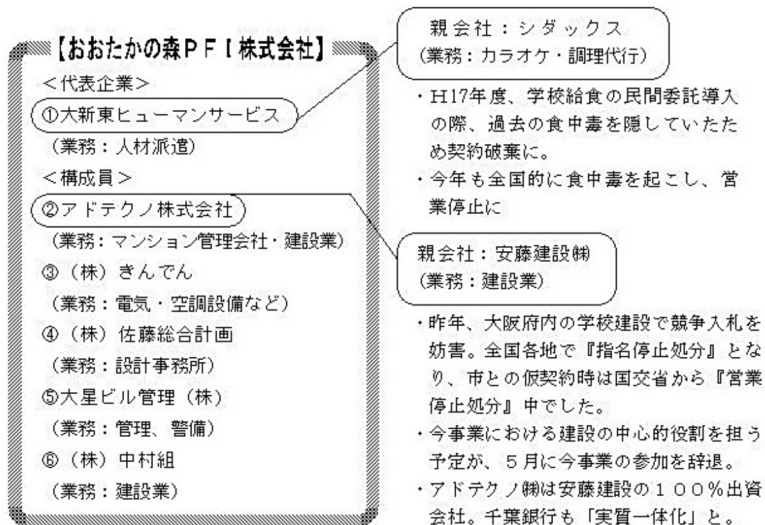 【おおたかの森ＰＦＩ株式会社】
＜代表企業＞
①大新東ヒューマンサービス
（業務：人材派遣）
＜構成員＞
②アドテクノ株式会社
（業務：マンション管理会社・建設業）
③（株）きんでん
（業務：電気・空調設備など）
④（株）佐藤総合計画
（業務：設計事務所）
⑤大星ビル管理（株）
（業務：管理、警備）
⑥（株）中村組
（業務：建設業）
親会社：シダックス
（業務：カラオケ・調理代行）
・H17年度、学校給食の民間委託導入
の際、過去の食中毒を隠していたた
め契約破棄に。
・今年も全国的に食中毒を起こし、営
業停止に
親会社：安藤建設㈱
（業務：建設業）
・昨年、大阪府内の学校建設で競争入札を
妨害。全国各地で『指名停止処分』とな
り、市との仮契約時は国交省から『営業
停止処分』中でした。
・今事業における建設の中心的役割を担う
予定が、５月に今事業の参加を辞退。
・アドテクノ㈱は安藤建設の１００％出資
会社。千葉銀行も「実質一体化」と。